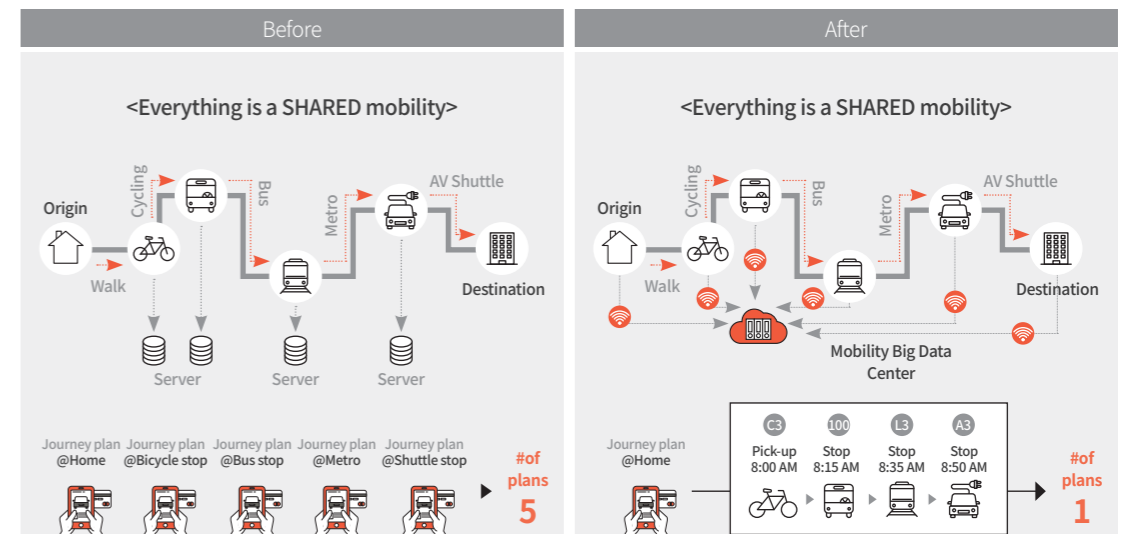 Before
<Everything is a SHARED mobility>
Origin
Walk
Cycling
Bus
Metro
AV Shuttle
Destination
Server
Server
Server
Journey plan
@Home
Journey plan
@Bicycle stop
Journey plan
@Bus stop
Journey plan
@Metro
Journey plan
@Shuttle stop
#of
plans
5
After
<Everything is a SHARED mobility>
Origin
Walk
Cycling
Bus
Metro
AV Shuttle
Destination
Mobility Big Data
Center
Journey plan
@Home
C3
Pick-up
8:00 AM
100
Stop
8:15 AM
L3
Stop
8:35 AM
A3
Stop
8:50 AM
#of
plans
1